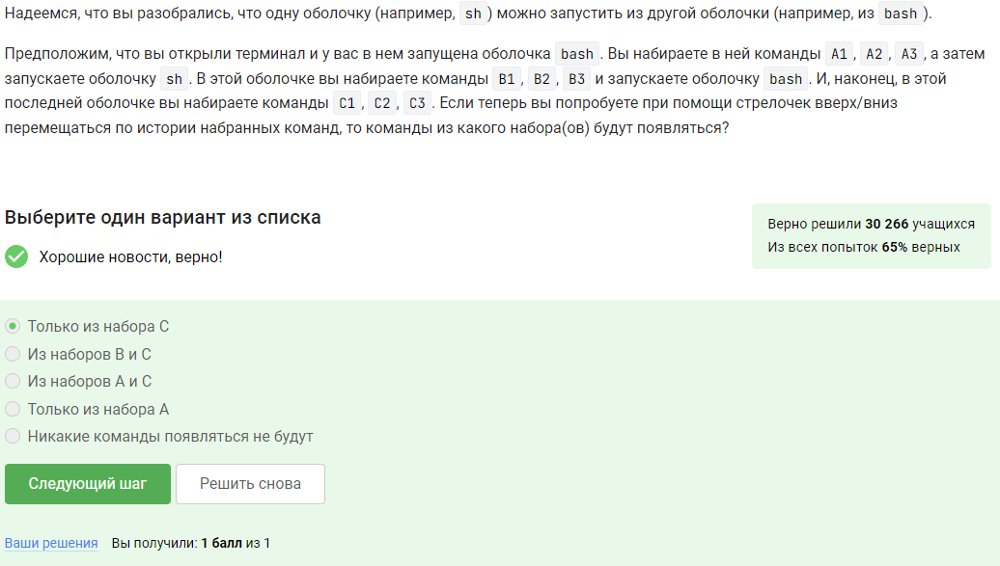 Надеемся, что вы разобрались, что одну оболочку (например, sh) можно запустить из другой оболочки (например, из bash).
Предположим, что вы открыли терминал и у вас в нем запущена оболочка bash. Вы набираете в ней команды A1, A2, A3, а затем
запускаете оболочку sh. В этой оболочке вы набираете команды B1, B2, B3 и запускаете оболочку bash. И, наконец, в этой
последней оболочке вы набираете команды C1, C2, C3. Если теперь вы попробуете при помощи стрелочек вверх/вниз
перемещаться по истории набранных команд, то команды из какого набора(ов) будут появляться?
Выберите один вариант из списка
Верно решили 30 266 учащихся
Из всех попыток 65% верных
Хорошие новости, верно!
Только из набора C
Из наборов B и C
Из наборов A и C
Только из набора A
Никакие команды появляться не будут
Следующий шаг
Решить снова
Ваши решения Вы получили: 1 балл из 1